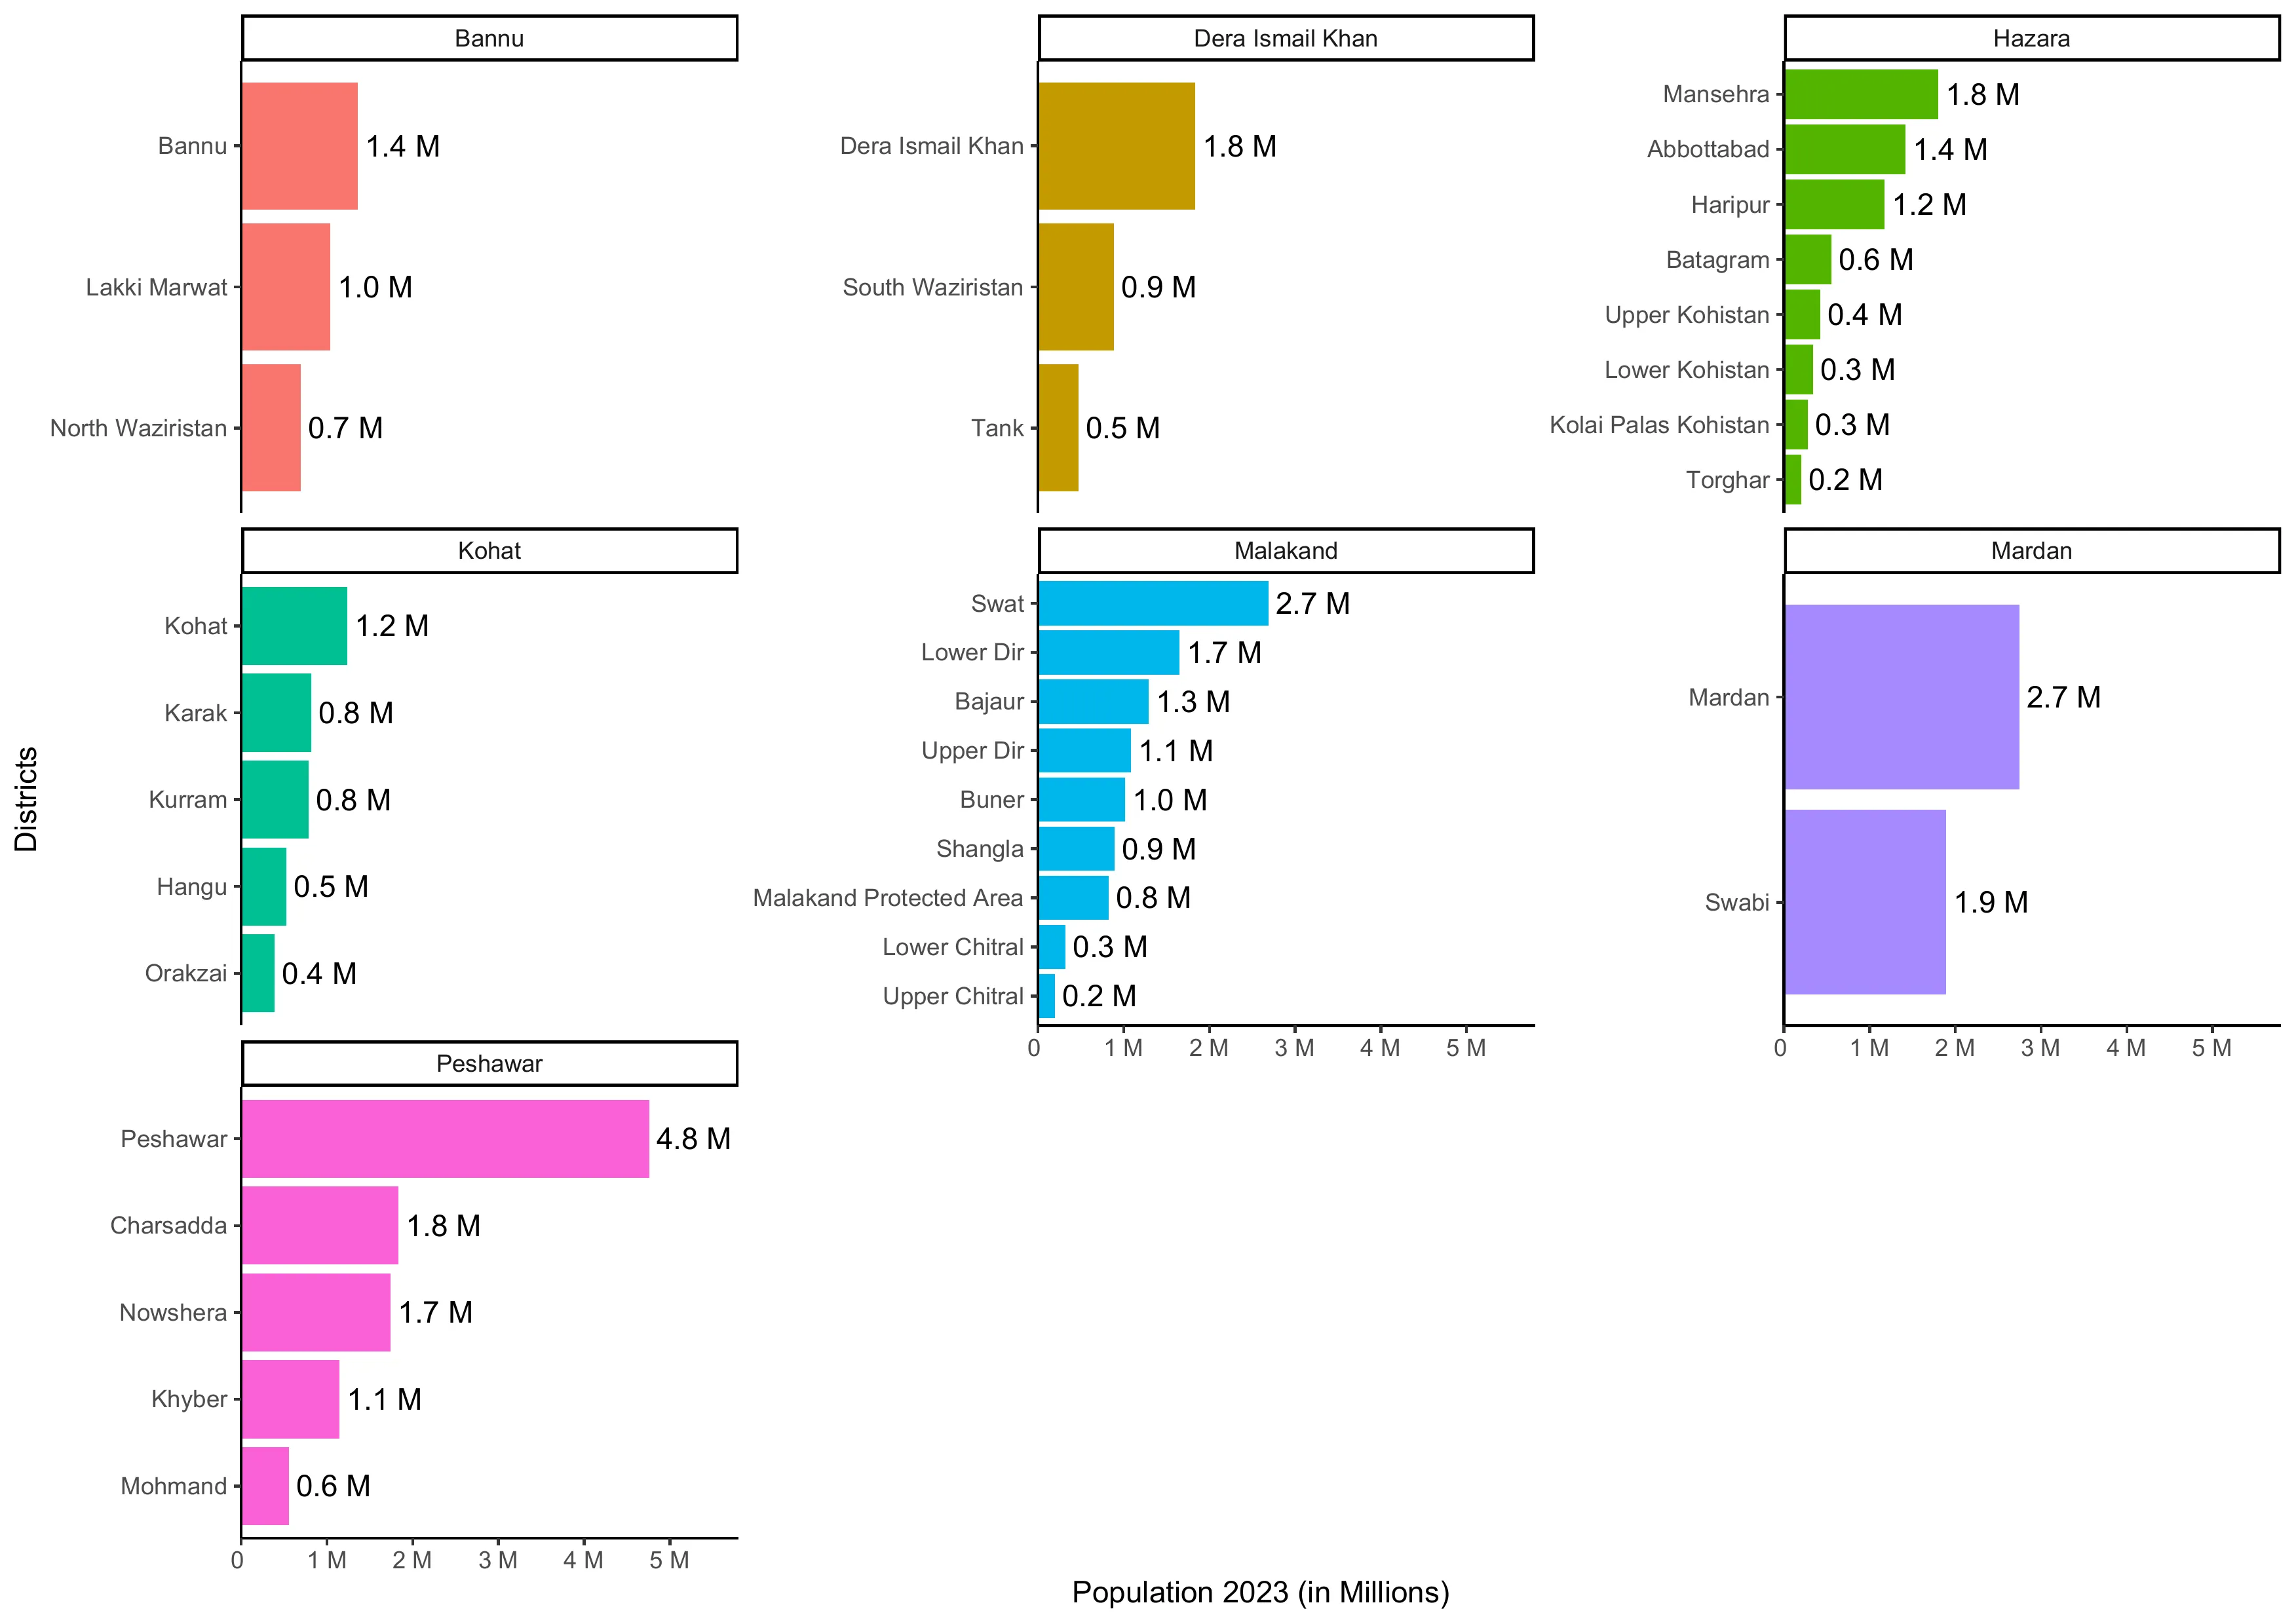 Bannu
Bannu 1.4 M
Lakki Marwat 1.0 M
North Waziristan 0.7 M
Dera Ismail Khan
Dera Ismail Khan 1.8 M
South Waziristan 0.9 M
Tank 0.5 M
Hazara
Mansehra 1.8 M
Abbottabad 1.4 M
Haripur 1.2 M
Batagram 0.6 M
Upper Kohistan 0.4 M
Lower Kohistan 0.3 M
Kolai Palas Kohistan 0.3 M
Torghar 0.2 M
Districts
Kohat
Kohat 1.2 M
Karak 0.8 M
Kurram 0.8 M
Hangu 0.5 M
Orakzai 0.4 M
Malakand
Swat 2.7 M
Lower Dir 1.7 M
Bajaur 1.3 M
Upper Dir 1.1 M
Buner 1.0 M
Shangla 0.9 M
Malakand Protected Area 0.8 M
Lower Chitral 0.3 M
Upper Chitral 0.2 M
0 1 M 2 M 3 M 4 M 5 M
Mardan
Mardan 2.7 M
Swabi 1.9 M
0 1 M 2 M 3 M 4 M 5 M
Peshawar
Peshawar 4.8 M
Charsadda 1.8 M
Nowshera 1.7 M
Khyber 1.1 M
Mohmand 0.6 M
0 1 M 2 M 3 M 4 M 5 M
Population 2023 (in Millions)